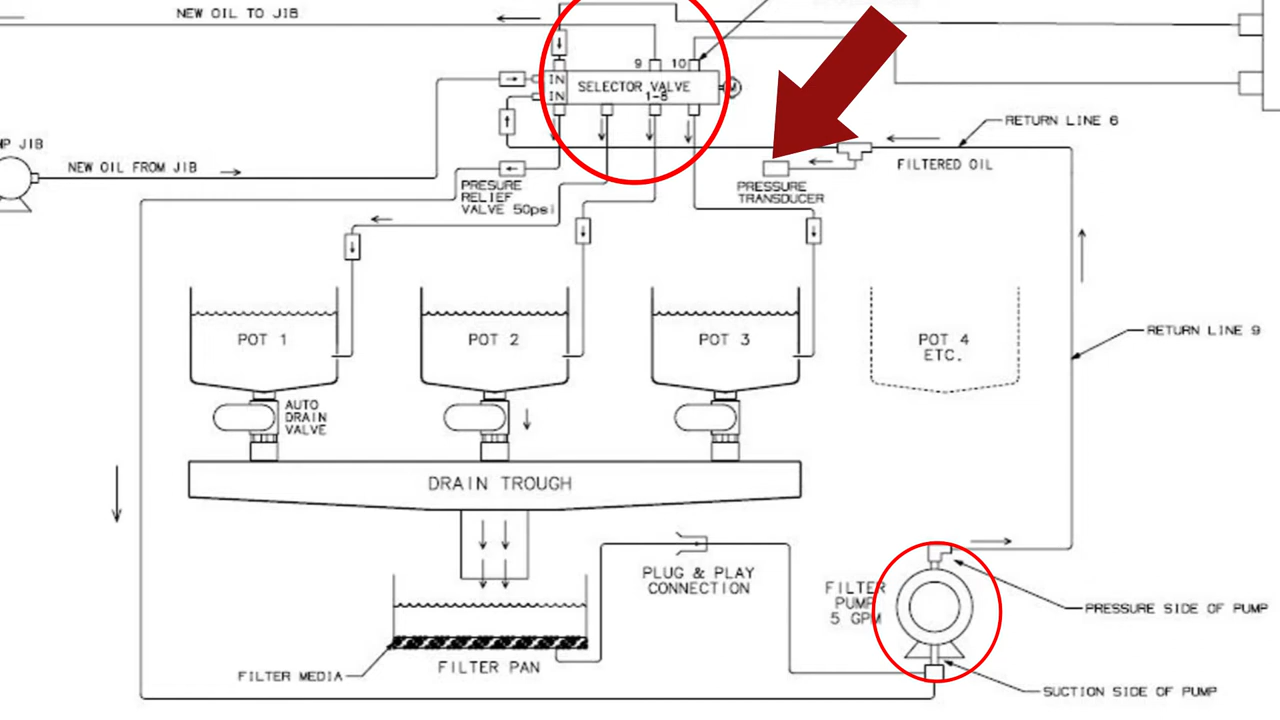 NEW OIL TO JIB
9
10
IN
IN
SELECTOR VALVE
1-8
M
RETURN LINE 6
JIB
NEW OIL FROM JIB
FILTERED OIL
PRESURE
RELIEF
VALVE 50psi
PRESSURE
TRANSDUCER
POT 1
POT 2
POT 3
POT 4
ETC.
RETURN LINE 9
AUTO
DRAIN
VALVE
DRAIN TROUGH
PLUG & PLAY
CONNECTION
FILTER
PUMP
5 GPM
PRESSURE SIDE OF PUMP
FILTER MEDIA
FILTER PAN
SUCTION SIDE OF PUMP